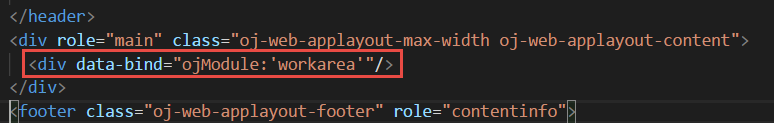 </header>
<div role="main" class="oj-web-applayout-max-width oj-web-applayout-content">
<div data-bind="ojModule:'workarea'"/>
</div>
<footer class="oj-web-applayout-footer" role="contentinfo">